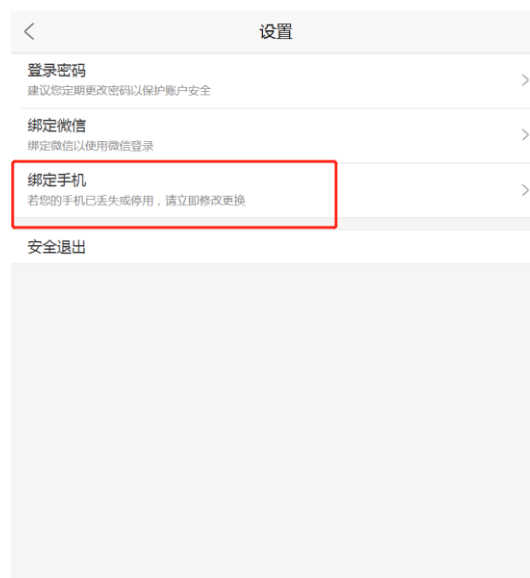 设置
登录密码
建议您定期更改密码以保护账户安全
绑定微信
绑定微信以使用微信登录
绑定手机
若您的手机已丢失或停用，请立即修改更换
安全退出